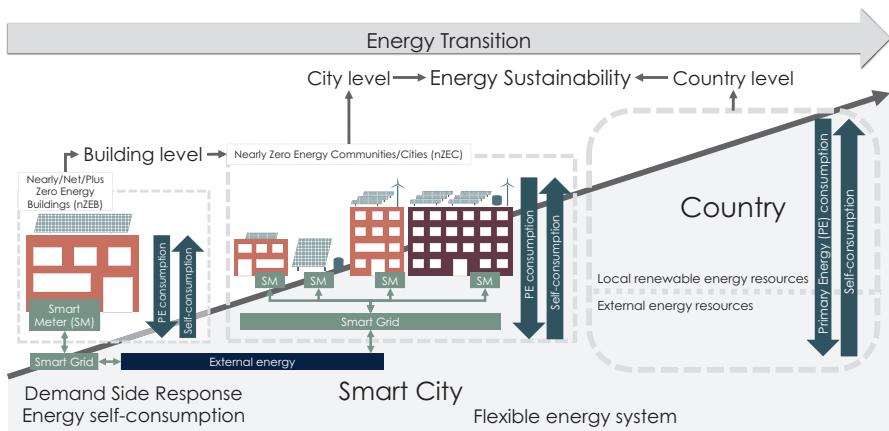 Energy Transition
City level
Energy Sustainability
Country level
Building level
Nearly Zero Energy Communities/Cities (nZEC)
Nearly/Net/Plus
Zero Energy
Buildings (nZEB)
PE consumption
Self-consumption
Smart
Meter (SM)
SM
SM
SM
SM
Smart Grid
PE consumption
Self-consumption
Country
Local renewable energy resources
External energy resources
Primary Energy (PE) consumption
Self-consumption
Smart Grid
External energy
Demand Side Response
Energy self-consumption
Smart City
Flexible energy system